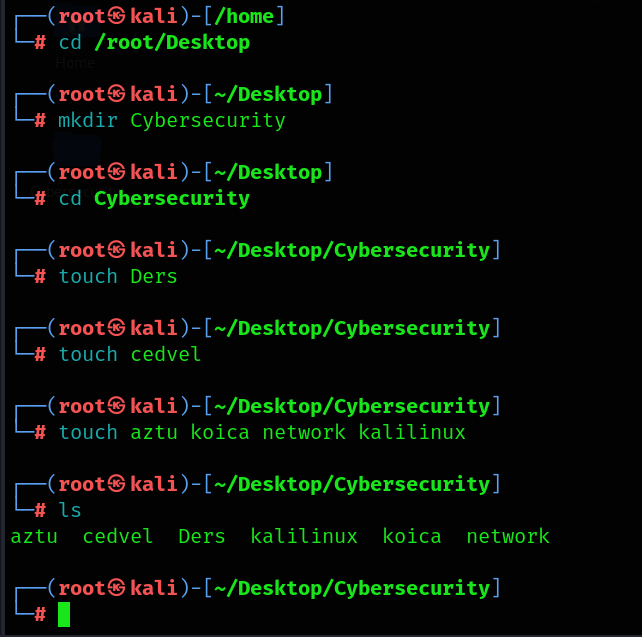 ┌──(root㉿kali)-[/home]
└─# cd /root/Desktop
Home
┌──(root㉿kali)-[~/Desktop]
└─# mkdir Cybersecurity
┌──(root㉿kali)-[~/Desktop]
└─# cd Cybersecurity
┌──(root㉿kali)-[~/Desktop/Cybersecurity]
└─# touch Ders
┌──(root㉿kali)-[~/Desktop/Cybersecurity]
└─# touch cedvel
┌──(root㉿kali)-[~/Desktop/Cybersecurity]
└─# touch aztu koica network kalilinux
┌──(root㉿kali)-[~/Desktop/Cybersecurity]
└─# ls
aztu  cedvel  Ders  kalilinux  koica  network
┌──(root㉿kali)-[~/Desktop/Cybersecurity]
└─#